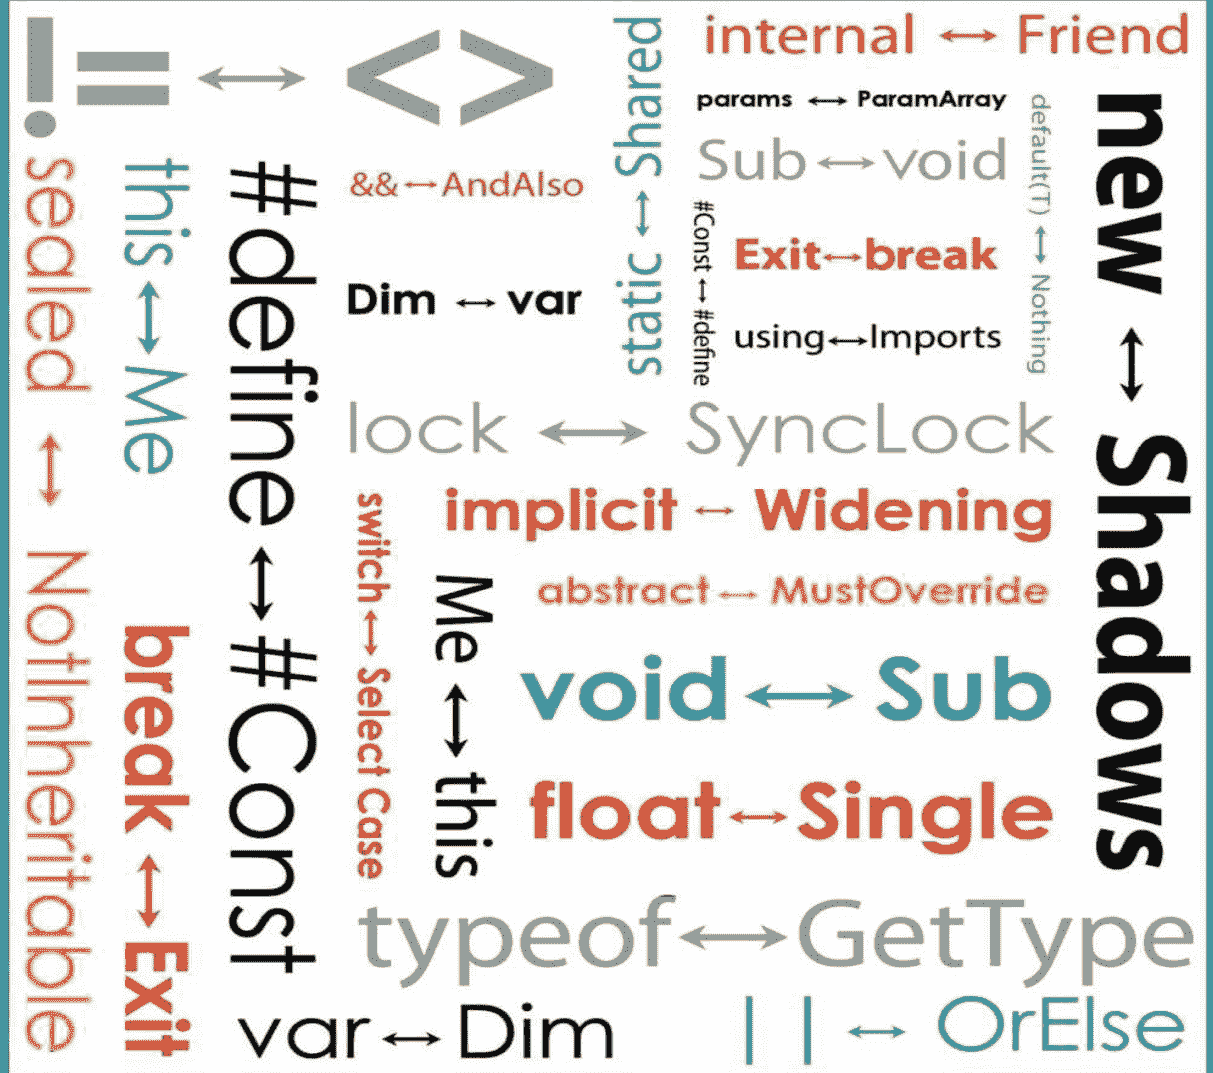 != ↔ <>
static ↔ Shared
internal ↔ Friend
params ↔ ParamArray
Sub ↔ void
default(T) ↔ Nothing
new ↔ Shadows
sealed ↔ NotInheritable
this ↔ Me
#define ↔ #Const
&& ↔ AndAlso
#Const ↔ #define
Exit ↔ break
Dim ↔ var
using ↔ Imports
lock ↔ SyncLock
switch ↔ Select Case
implicit ↔ Widening
Me ↔ this
abstract ↔ MustOverride
break ↔ Exit
void ↔ Sub
float ↔ Single
typeof ↔ GetType
var ↔ Dim
|| ↔ OrElse